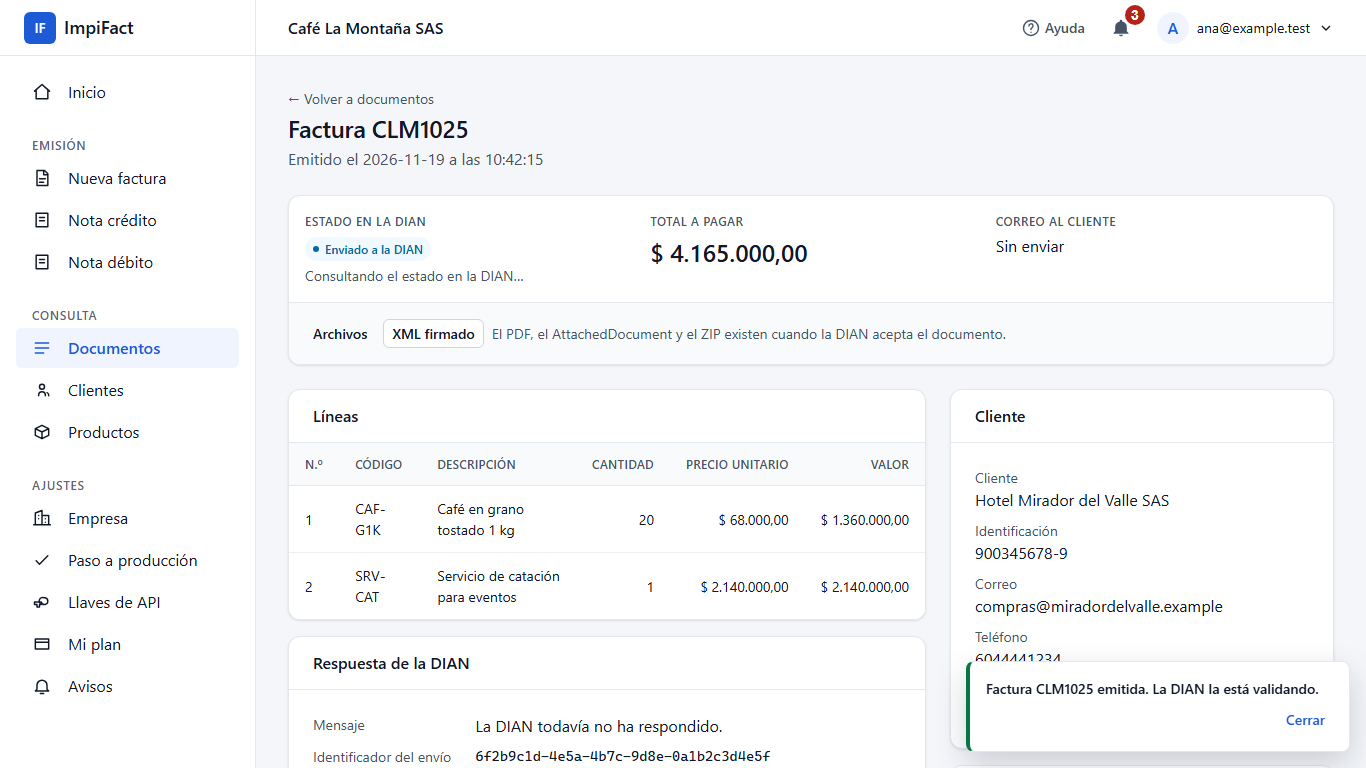 IF ImpiFact
Café La Montaña SAS
Ayuda
3
A ana@example.test
Inicio
EMISIÓN
Nueva factura
Nota crédito
Nota débito
CONSULTA
Documentos
Clientes
Productos
AJUSTES
Empresa
Paso a producción
Llaves de API
Mi plan
Avisos
← Volver a documentos
Factura CLM1025
Emitido el 2026-11-19 a las 10:42:15
ESTADO EN LA DIAN
Enviado a la DIAN
Consultando el estado en la DIAN...
TOTAL A PAGAR
$ 4.165.000,00
CORREO AL CLIENTE
Sin enviar
Archivos XML firmado El PDF, el AttachedDocument y el ZIP existen cuando la DIAN acepta el documento.
Líneas
N.º CÓDIGO DESCRIPCIÓN CANTIDAD PRECIO UNITARIO VALOR
1 CAF-G1K Café en grano tostado 1 kg 20 $ 68.000,00 $ 1.360.000,00
2 SRV-CAT Servicio de catación para eventos 1 $ 2.140.000,00 $ 2.140.000,00
Respuesta de la DIAN
Mensaje La DIAN todavía no ha respondido.
Identificador del envío 6f2b9c1d-4e5a-4b7c-9d8e-0a1b2c3d4e5f
Cliente
Cliente
Hotel Mirador del Valle SAS
Identificación
900345678-9
Correo
compras@miradordelvalle.example
Teléfono
6044441234
Factura CLM1025 emitida. La DIAN la está validando.
Cerrar